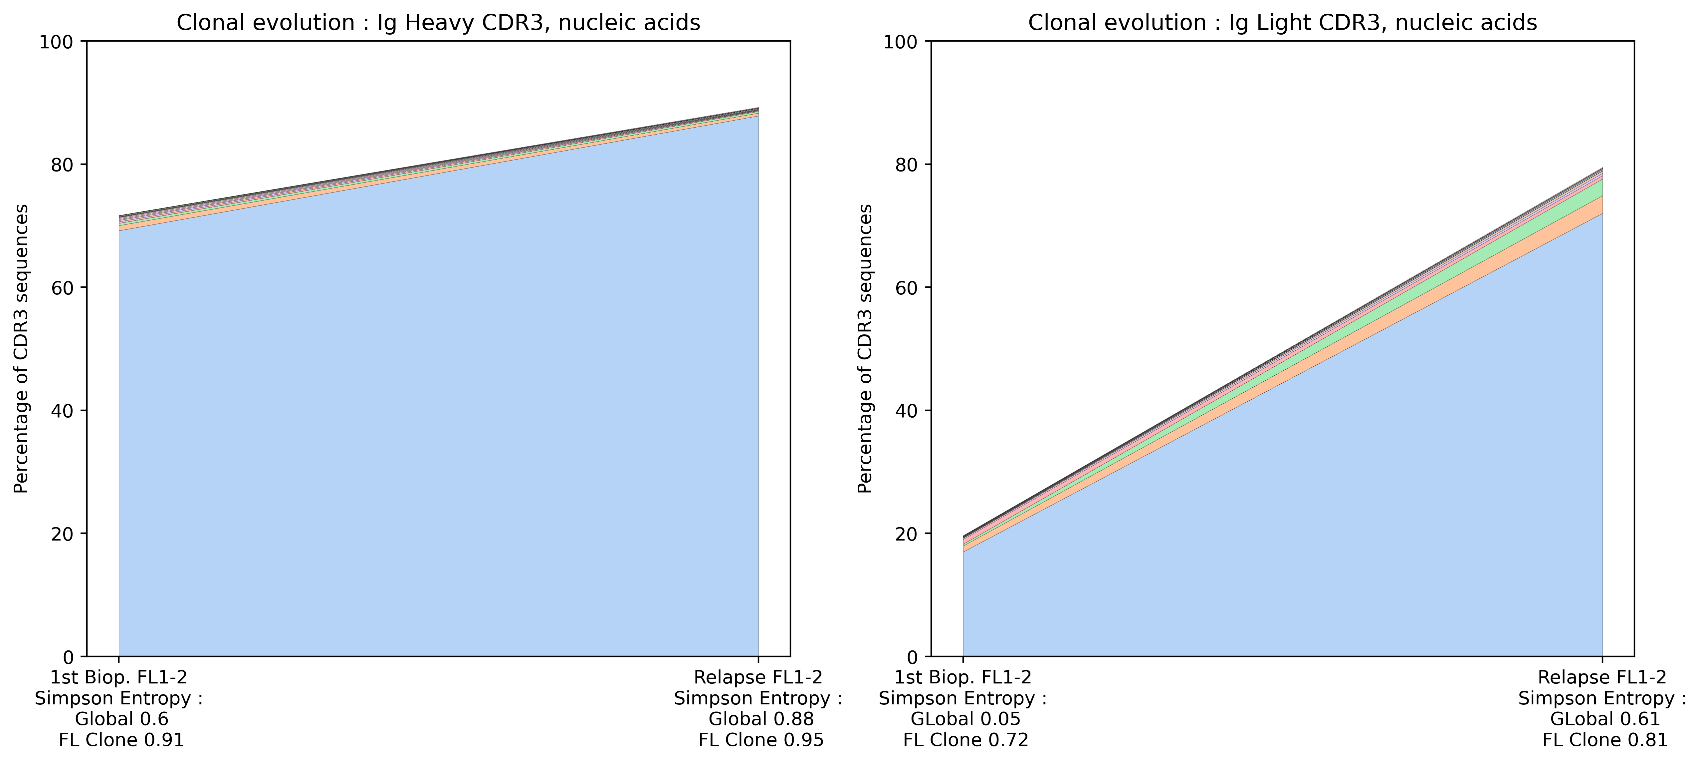 Clonal evolution : Ig Heavy CDR3, nucleic acids
100
80
60
40
20
0
Percentage of CDR3 sequences
1st Biop. FL1-2
Simpson Entropy :
Global 0.6
FL Clone 0.91
Relapse FL1-2
Simpson Entropy :
Global 0.88
FL Clone 0.95
Clonal evolution : Ig Light CDR3, nucleic acids
100
80
60
40
20
0
Percentage of CDR3 sequences
1st Biop. FL1-2
Simpson Entropy :
GLobal 0.05
FL Clone 0.72
Relapse FL1-2
Simpson Entropy :
GLobal 0.61
FL Clone 0.81